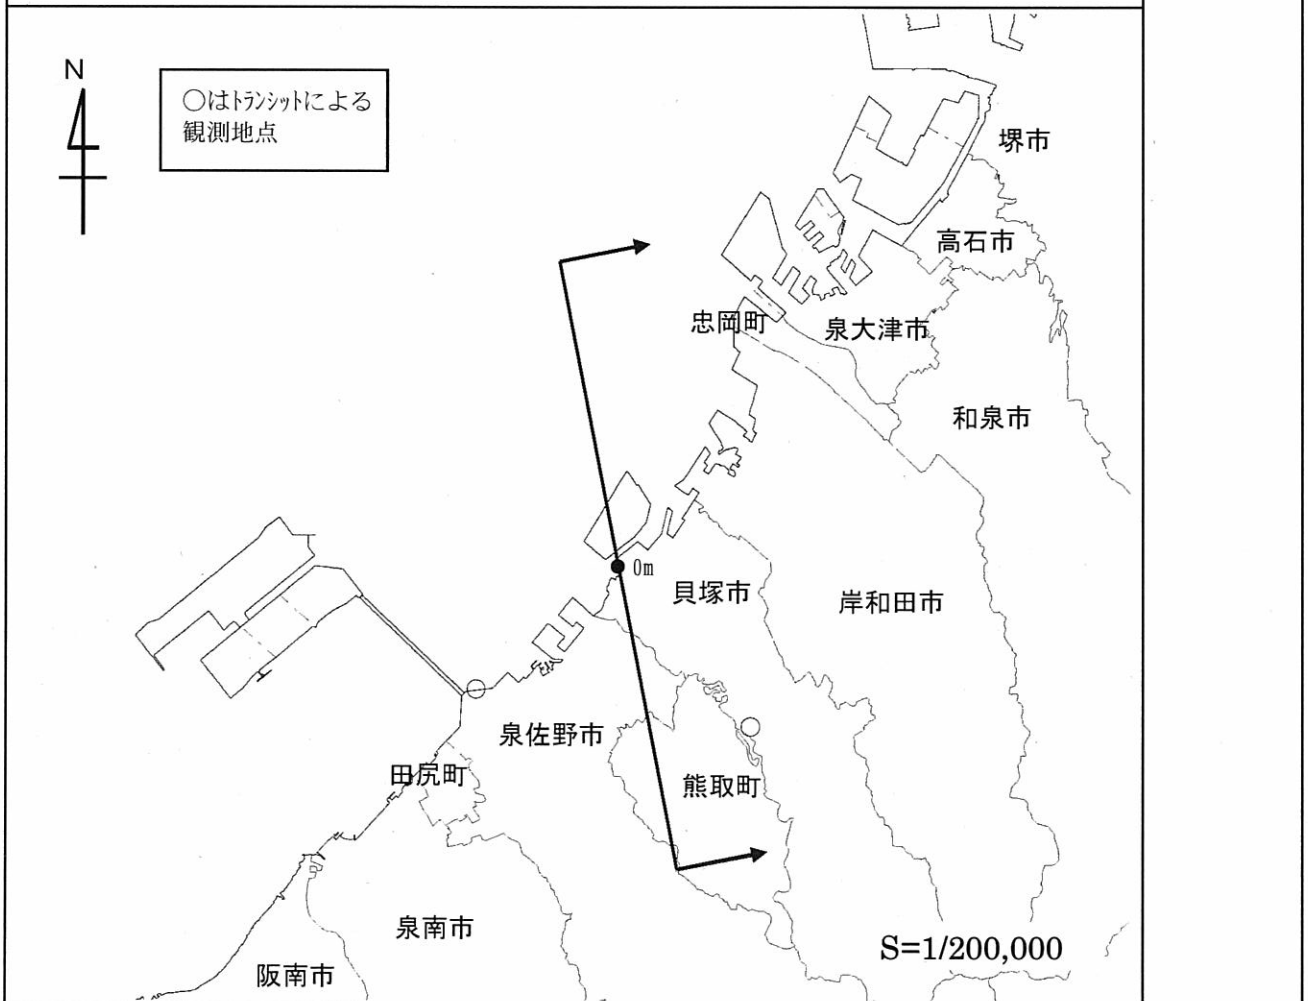 N
○はトランシットによる
観測地点
堺市
高石市
忠岡町
泉大津市
和泉市
0m
貝塚市
岸和田市
泉佐野市
田尻町
熊取町
泉南市
阪南市
S=1/200,000